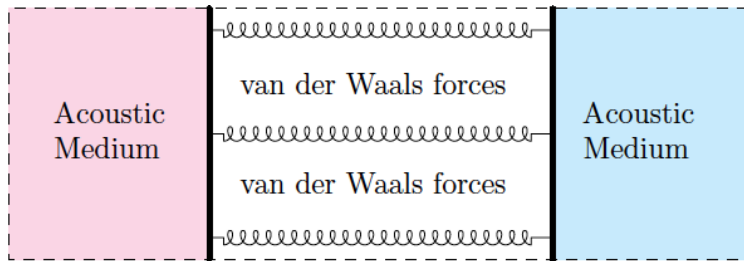 van der Waals forces
Acoustic
Medium
Acoustic
Medium
van der Waals forces